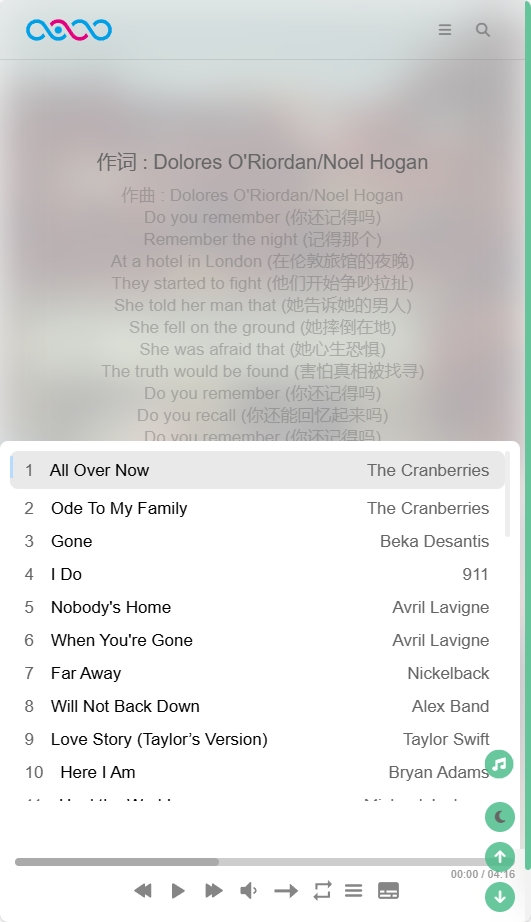 作词 : Dolores O'Riordan/Noel Hogan
作曲 : Dolores O'Riordan/Noel Hogan
Do you remember (你还记得吗)
Remember the night (记得那个)
At a hotel in London (在伦敦旅馆的夜晚)
They started to fight (他们开始争吵拉扯)
She told her man that (她告诉她的男人)
She fell on the ground (她摔倒在地)
She was afraid that (她心生恐惧)
The truth would be found (害怕真相被找寻)
Do you remember (你还记得吗)
Do you recall (你还能回忆起来吗)
Do you remember (你还记得吗)
1 All Over Now The Cranberries
2 Ode To My Family The Cranberries
3 Gone Beka Desantis
4 I Do 911
5 Nobody's Home Avril Lavigne
6 When You're Gone Avril Lavigne
7 Far Away Nickelback
8 Will Not Back Down Alex Band
9 Love Story (Taylor’s Version) Taylor Swift
10 Here I Am Bryan Adams
00:00 / 04:16